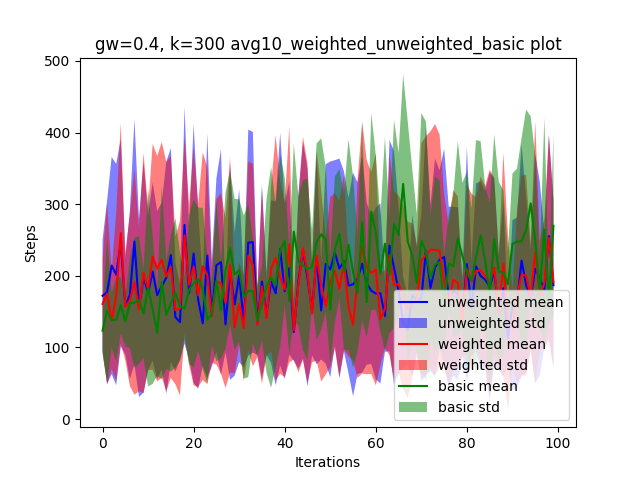 gw=0.4, k=300 avg10_weighted_unweighted_basic plot
500
400
300
200
100
0
Steps
0 20 40 60 80 100
Iterations
unweighted mean
unweighted std
weighted mean
weighted std
basic mean
basic std